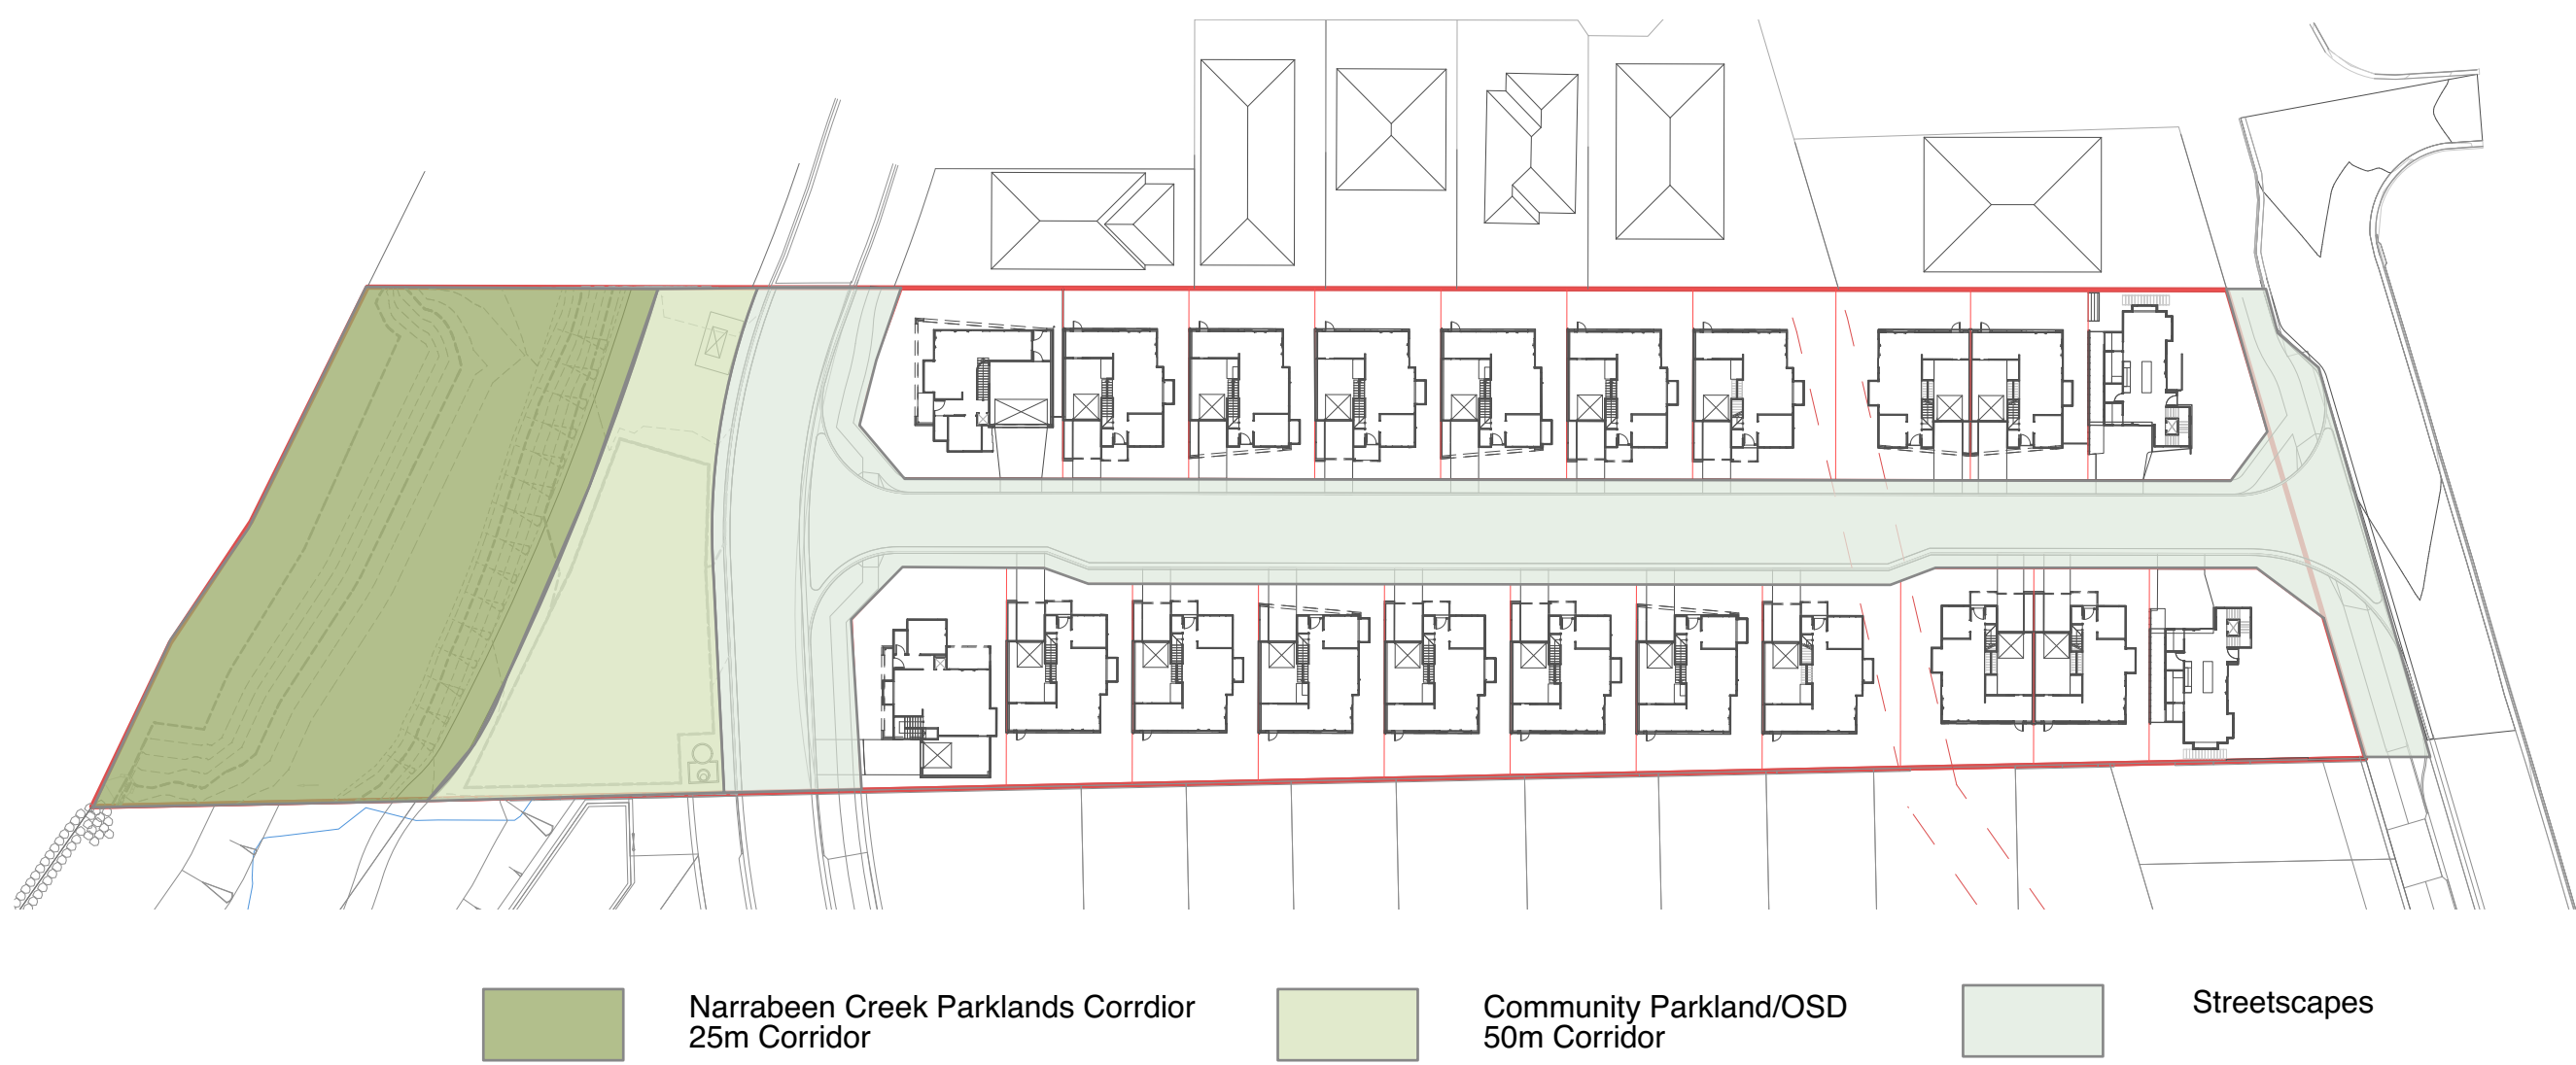 Narrabeen Creek Parklands Corrdior
25m Corridor
Community Parkland/OSD
50m Corridor
Streetscapes